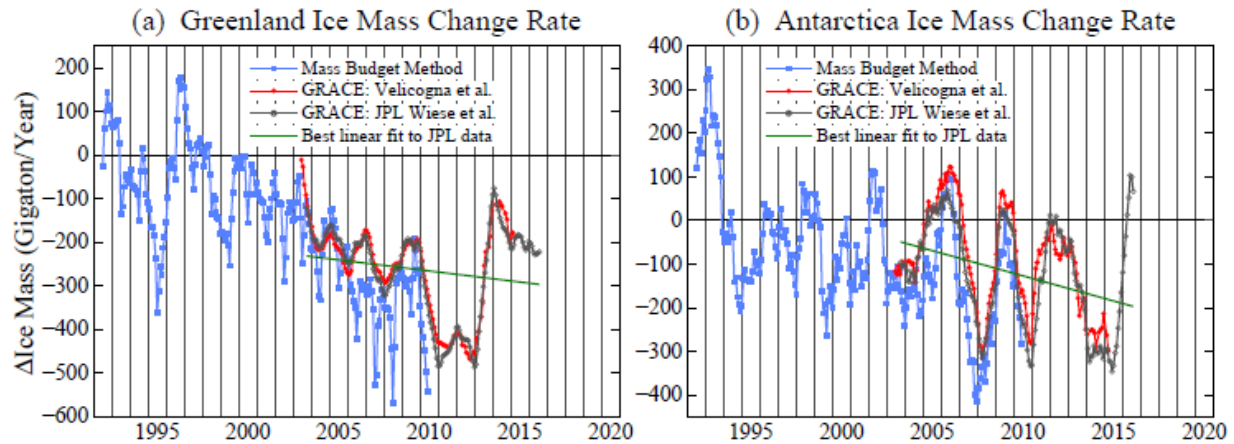 (a) Greenland Ice Mass Change Rate
(b) Antarctica Ice Mass Change Rate
ΔIce Mass (Gigaton/Year)
200
100
0
−100
−200
−300
−400
−500
−600
Mass Budget Method
GRACE: Velicogna et al.
GRACE: JPL Wiese et al.
Best linear fit to JPL data
1995 2000 2005 2010 2015 2020
400
300
200
100
0
−100
−200
−300
−400
Mass Budget Method
GRACE: Velicogna et al.
GRACE: JPL Wiese et al.
Best linear fit to JPL data
1995 2000 2005 2010 2015 2020